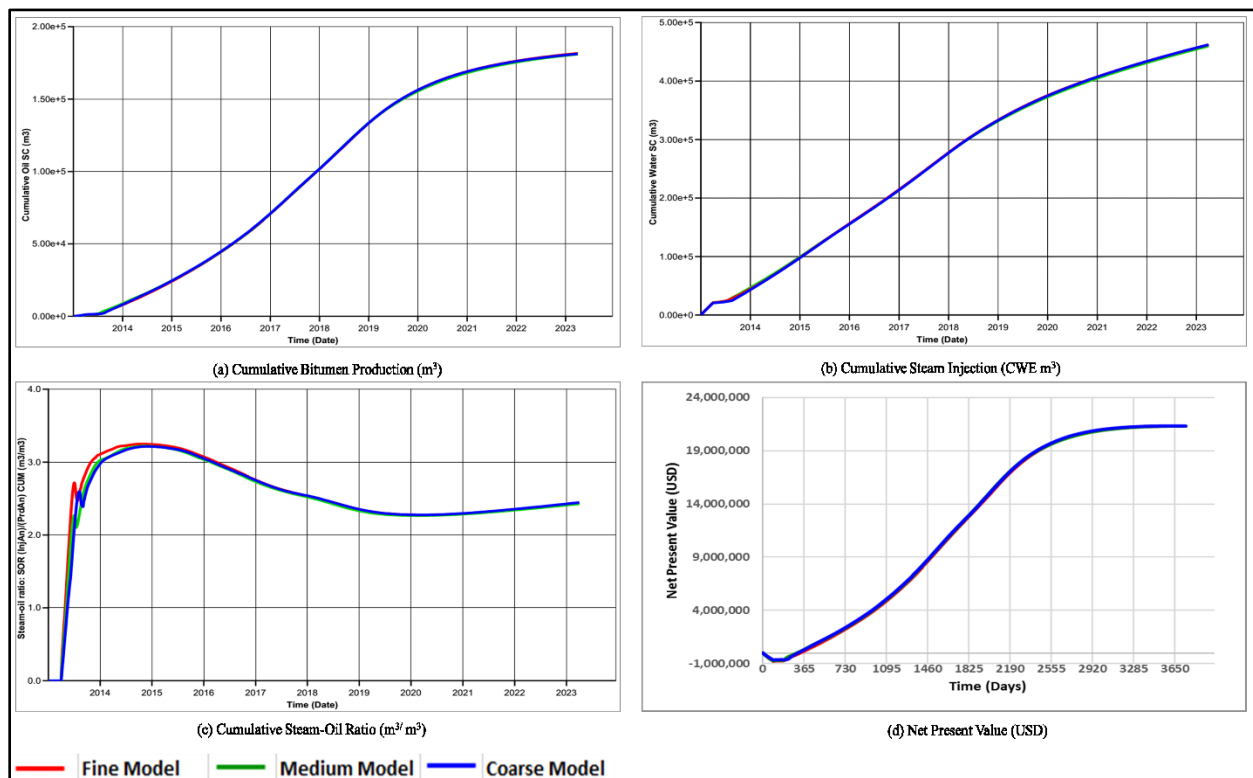 2.00e+5
1.50e+5
1.00e+5
5.00e+4
0.00e+0
Cumulative Oil SC (m3)
2014 2015 2016 2017 2018 2019 2020 2021 2022 2023
Time (Date)
(a) Cumulative Bitumen Production (m³)
5.00e+5
4.00e+5
3.00e+5
2.00e+5
1.00e+5
0.00e+0
Cumulative Water SC (m3)
2014 2015 2016 2017 2018 2019 2020 2021 2022 2023
Time (Date)
(b) Cumulative Steam Injection (CWE m³)
4.0
3.0
2.0
1.0
0.0
Steam-oil ratio: SOR (InjAn)/(PrdAn) CUM (m3/m3)
2014 2015 2016 2017 2018 2019 2020 2021 2022 2023
Time (Date)
(c) Cumulative Steam-Oil Ratio (m³/ m³)
24,000,000
19,000,000
14,000,000
9,000,000
4,000,000
-1,000,000
Net Present Value (USD)
0 365 730 1095 1460 1825 2190 2555 2920 3285 3650
Time (Days)
(d) Net Present Value (USD)
Fine Model Medium Model Coarse Model